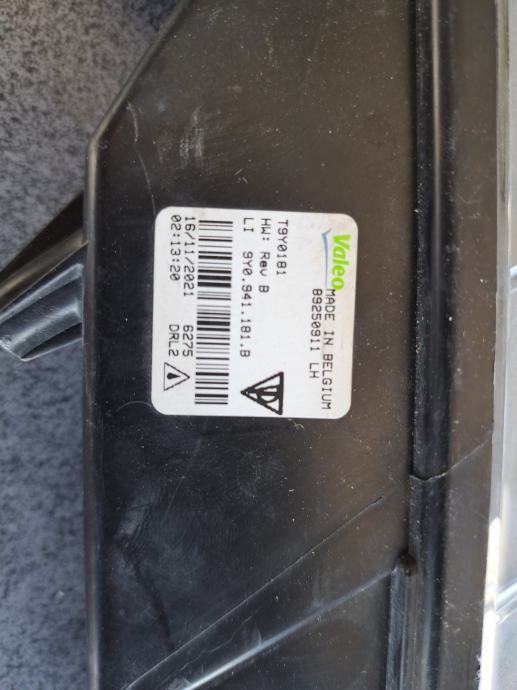 Valeo
MADE IN BELGIUM
89250911 LH
T9Y0181
HW: Rev B
LI 9Y0.941.181.B
16/11/2021 6275
02:13:20 DRL2